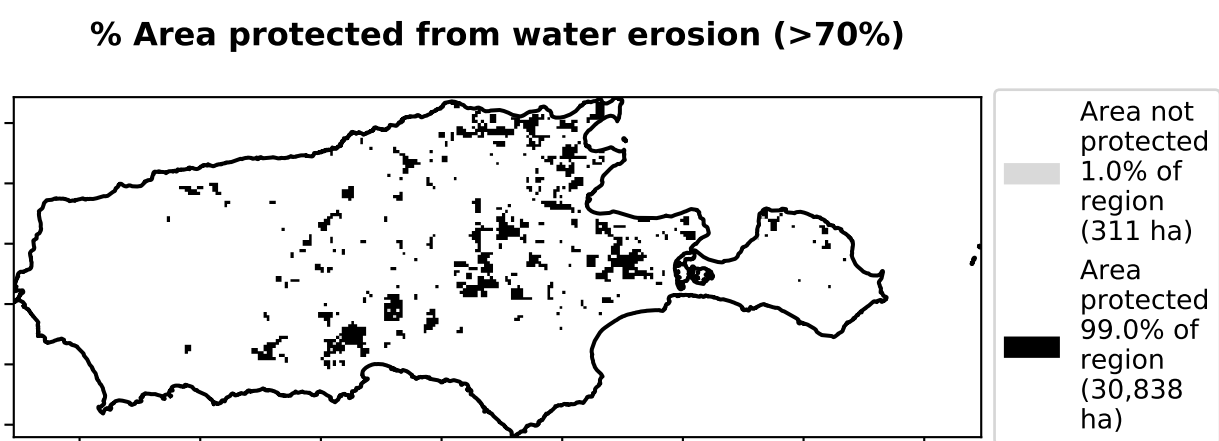 % Area protected from water erosion (>70%)
Area not
protected
1.0% of
region
(311 ha)
Area
protected
99.0% of
region
(30,838
ha)